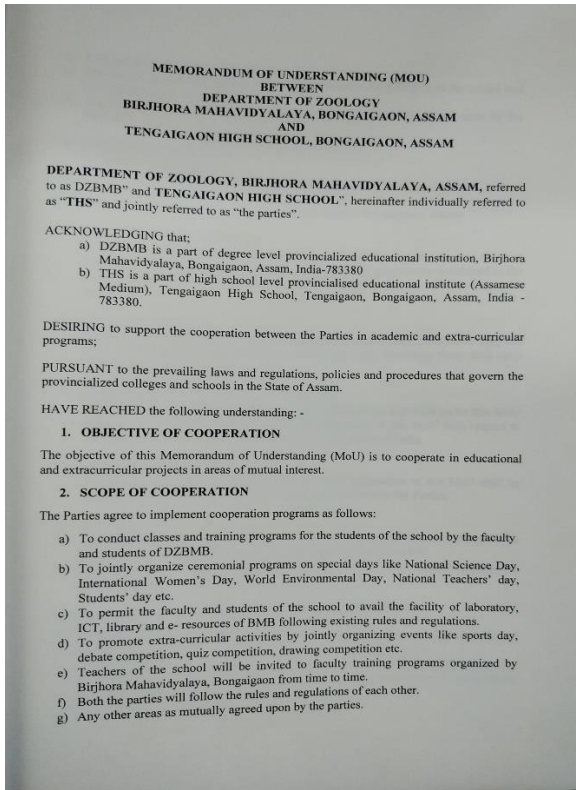 MEMORANDUM OF UNDERSTANDING (MOU)
BETWEEN
DEPARTMENT OF ZOOLOGY
BIRJHORA MAHAVIDYALAYA, BONGAIGAON, ASSAM
AND
TENGAIGAON HIGH SCHOOL, BONGAIGAON, ASSAM
DEPARTMENT OF ZOOLOGY, BIRJHORA MAHAVIDYALAYA, ASSAM, referred
to as DZBMB” and TENGAIGAON HIGH SCHOOL”, hereinafter individually referred to
as “THS” and jointly referred to as “the parties”.
ACKNOWLEDGING that;
a) DZBMB is a part of degree level provincialized educational institution, Birjhora
Mahavidyalaya, Bongaigaon, Assam, India-783380
b) THS is a part of high school level provincialised educational institute (Assamese
Medium), Tengaigaon High School, Tengaigaon, Bongaigaon, Assam, India -
783380.
DESIRING to support the cooperation between the Parties in academic and extra-curricular
programs;
PURSUANT to the prevailing laws and regulations, policies and procedures that govern the
provincialized colleges and schools in the State of Assam.
HAVE REACHED the following understanding: -
1. OBJECTIVE OF COOPERATION
The objective of this Memorandum of Understanding (MoU) is to cooperate in educational
and extracurricular projects in areas of mutual interest.
2. SCOPE OF COOPERATION
The Parties agree to implement cooperation programs as follows:
a) To conduct classes and training programs for the students of the school by the faculty
and students of DZBMB.
b) To jointly organize ceremonial programs on special days like National Science Day,
International Women’s Day, World Environmental Day, National Teachers’ day,
Students’ day etc.
c) To permit the faculty and students of the school to avail the facility of laboratory,
ICT, library and e- resources of BMB following existing rules and regulations.
d) To promote extra-curricular activities by jointly organizing events like sports day,
debate competition, quiz competition, drawing competition etc.
e) Teachers of the school will be invited to faculty training programs organized by
Birjhora Mahavidyalaya, Bongaigaon from time to time.
f) Both the parties will follow the rules and regulations of each other.
g) Any other areas as mutually agreed upon by the parties.